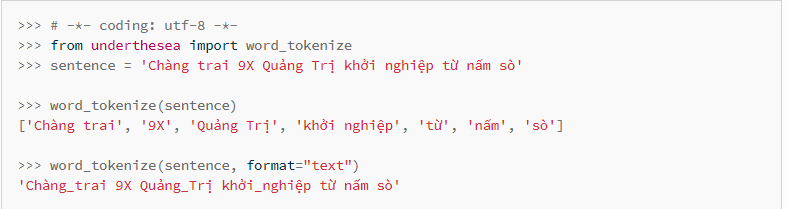 >>> # -*- coding: utf-8 -*-
>>> from underthesea import word_tokenize
>>> sentence = 'Chàng trai 9X Quảng Trị khởi nghiệp từ nấm sò'
>>> word_tokenize(sentence)
['Chàng trai', '9X', 'Quảng Trị', 'khởi nghiệp', 'từ', 'nấm', 'sò']
>>> word_tokenize(sentence, format="text")
'Chàng_trai 9X Quảng_Trị khởi_nghiệp từ nấm sò'